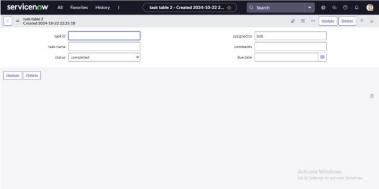 servicenow All Favorites History task table 2 - Created 2024-10-22 2... Search
task table 2
Created 2024-10-22 22:21:18
Update Delete
task id
assigned to bob
task name
comments
status completed
due date
Update Delete
Activate Windows
Go to Settings to activate Windows.